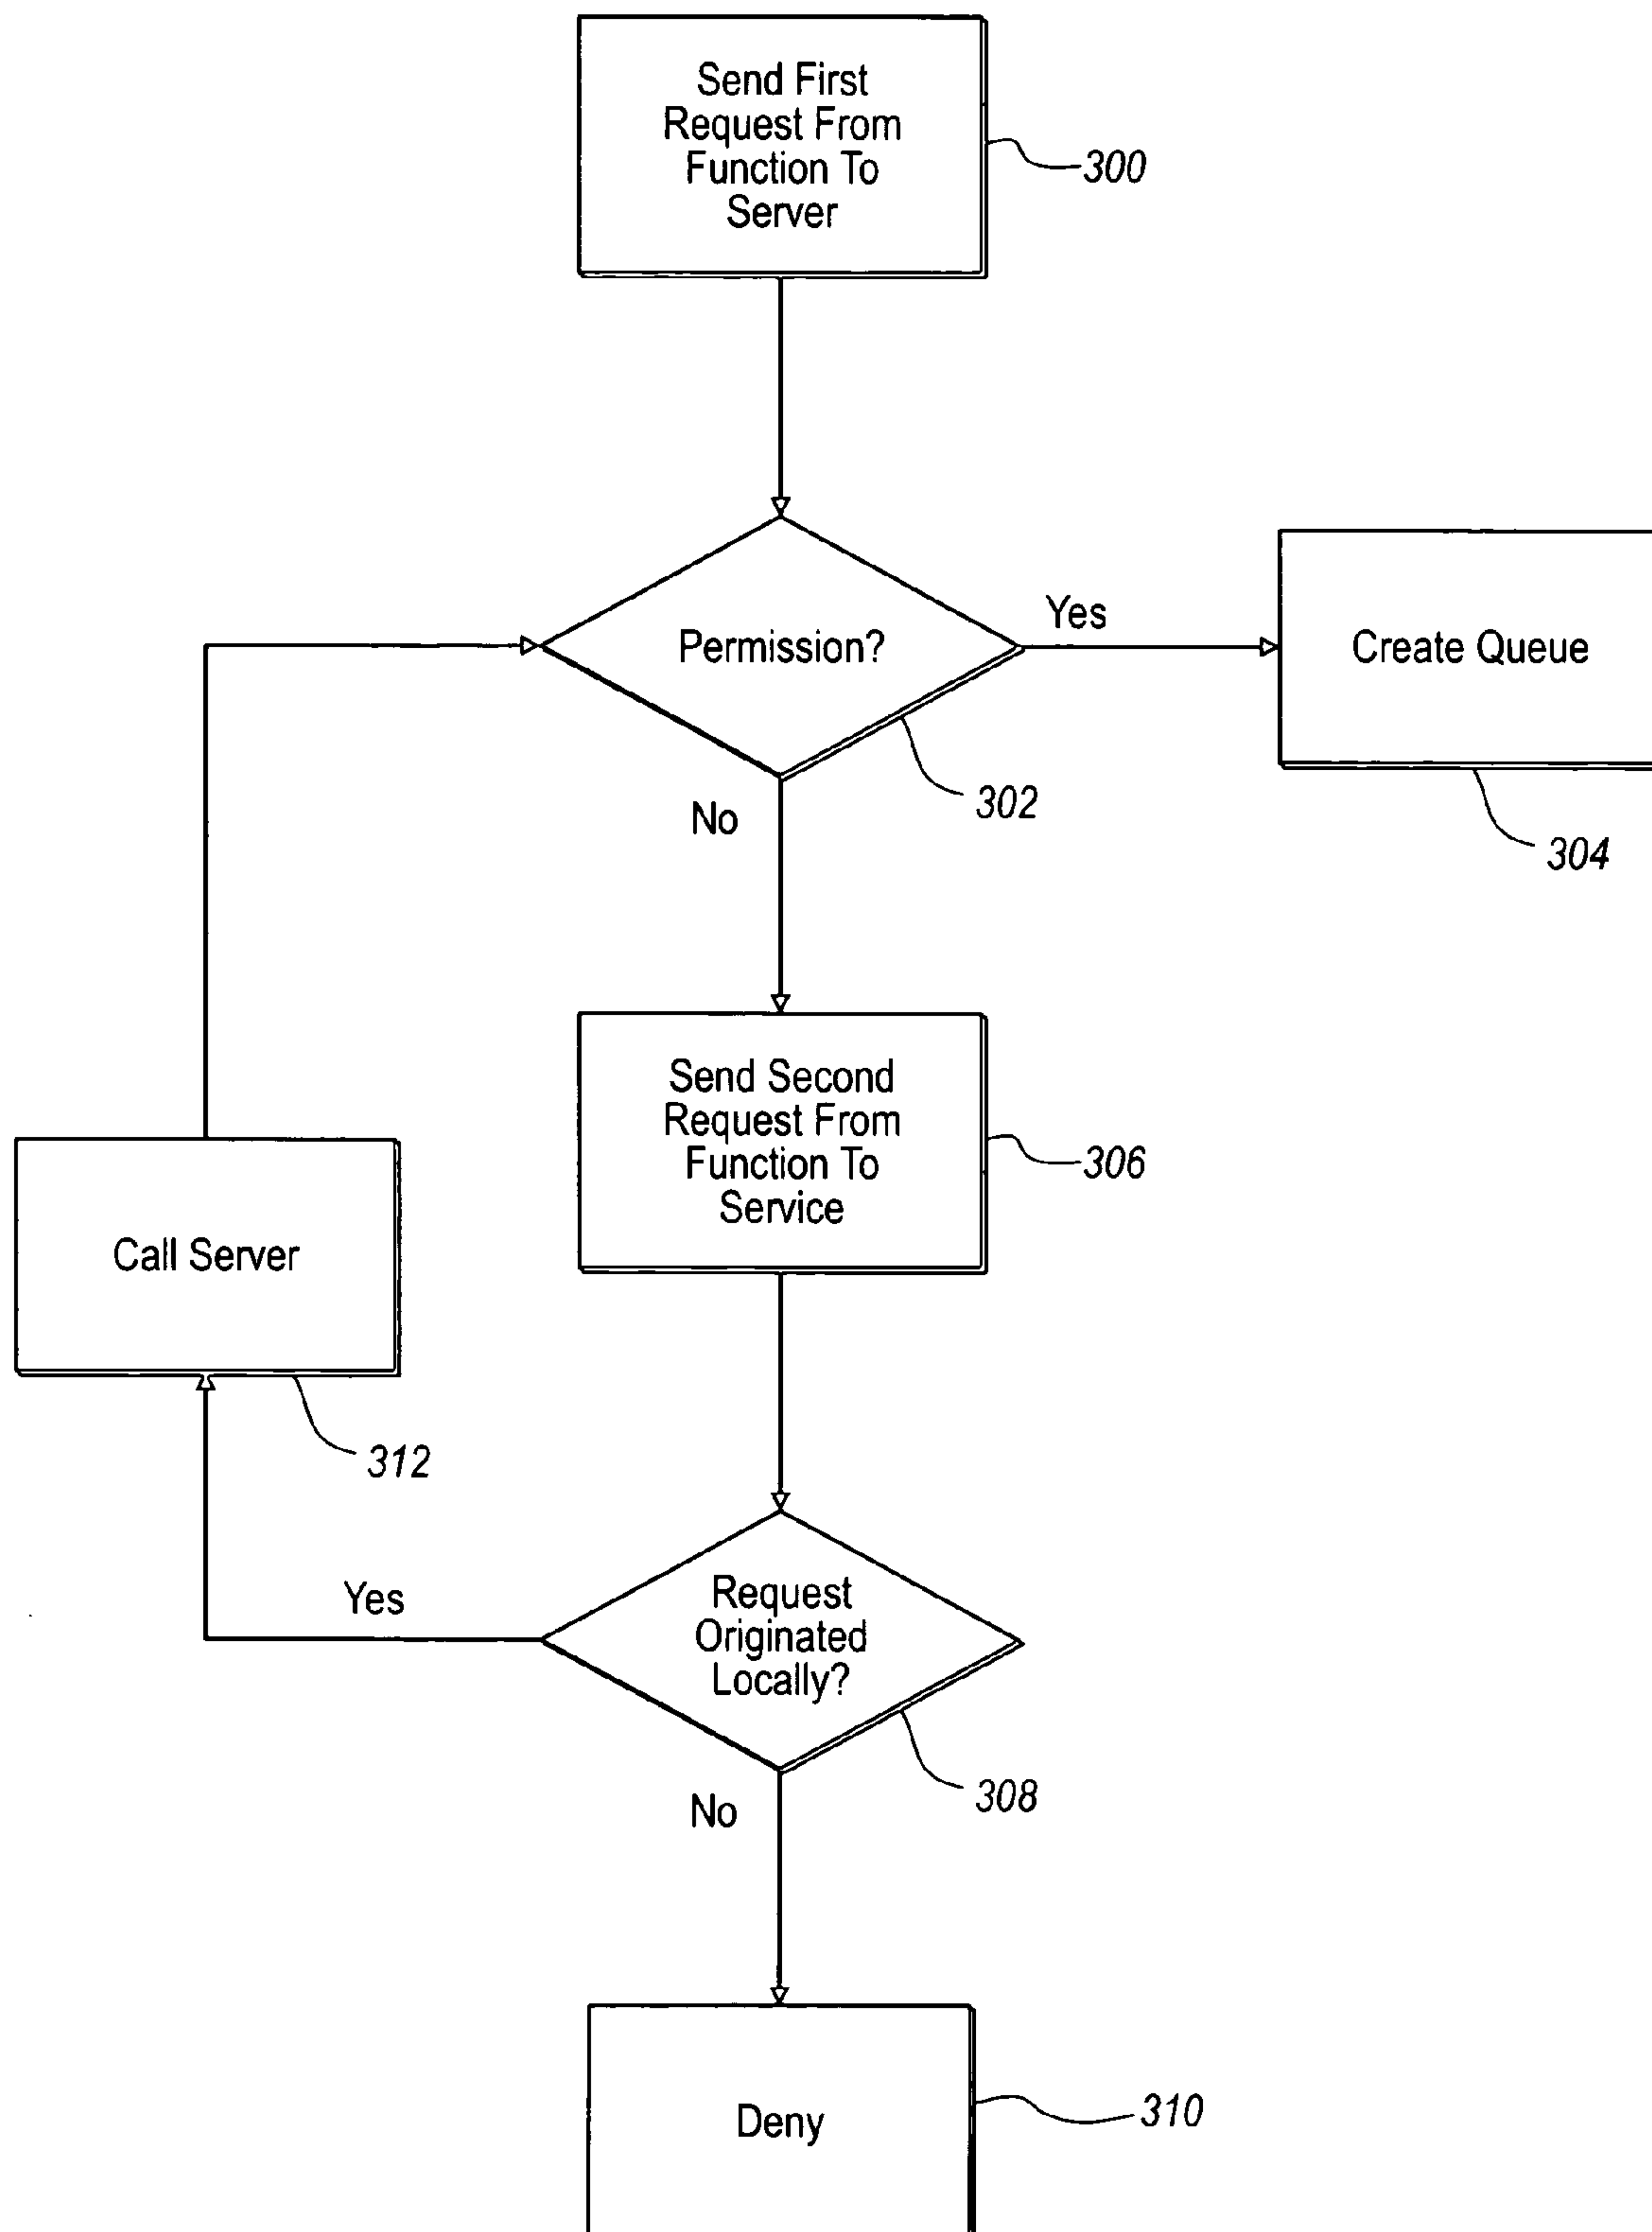 Send First
Request From
Function To
Server
300
Permission?
Yes
Create Queue
302
No
304
Send Second
Request From
Function To
Service
306
Call Server
312
Request
Originated
Locally?
Yes
308
No
Deny
310